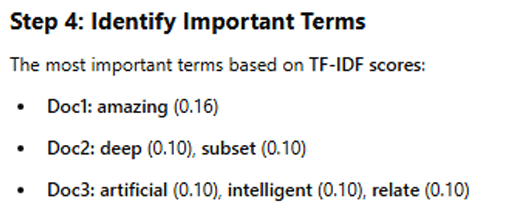 Step 4: Identify Important Terms
The most important terms based on TF-IDF scores:
• Doc1: amazing (0.16)
• Doc2: deep (0.10), subset (0.10)
• Doc3: artificial (0.10), intelligent (0.10), relate (0.10)